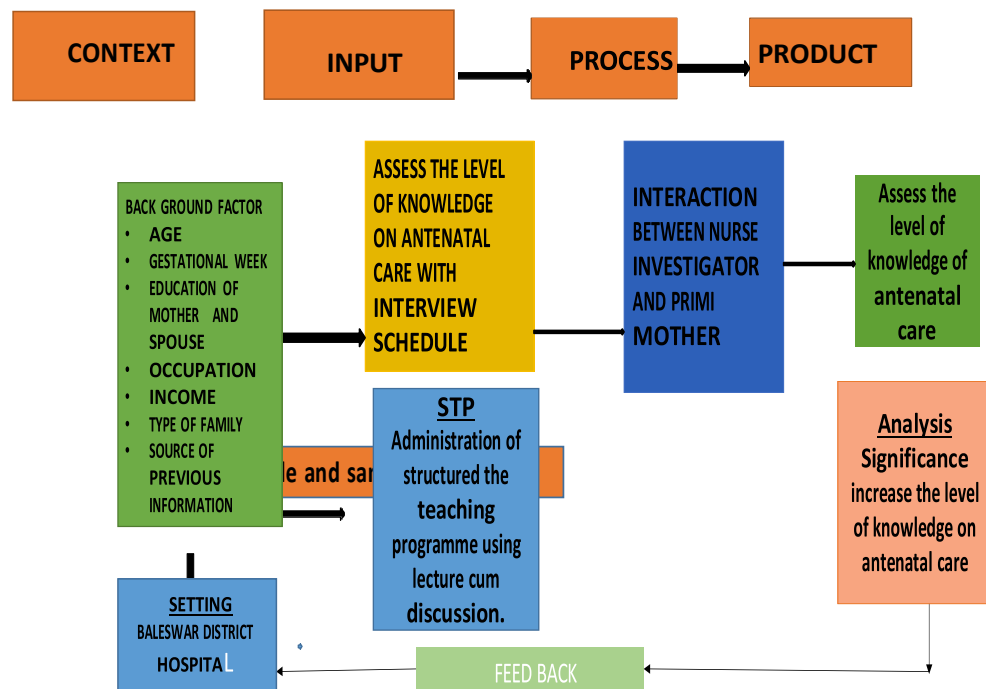 CONTEXT
INPUT
PROCESS
PRODUCT
BACK GROUND FACTOR
• AGE
• GESTATIONAL WEEK
• EDUCATION OF
MOTHER AND
SPOUSE
• OCCUPATION
• INCOME
• TYPE OF FAMILY
• SOURCE OF
PREVIOUS
INFORMATION
ASSESS THE LEVEL
OF KNOWLEDGE
ON ANTENATAL
CARE WITH
INTERVIEW
SCHEDULE
INTERACTION
BETWEEN NURSE
INVESTIGATOR
AND PRIMI
MOTHER
Assess the
level of
knowledge of
antenatal
care
and
STP
Administration of
structured the
teaching
programme using
lecture cum
discussion.
Analysis
Significance
increase the level
of knowledge on
antenatal care
SETTING
BALESWAR DISTRICT
HOSPITAL
FEED BACK